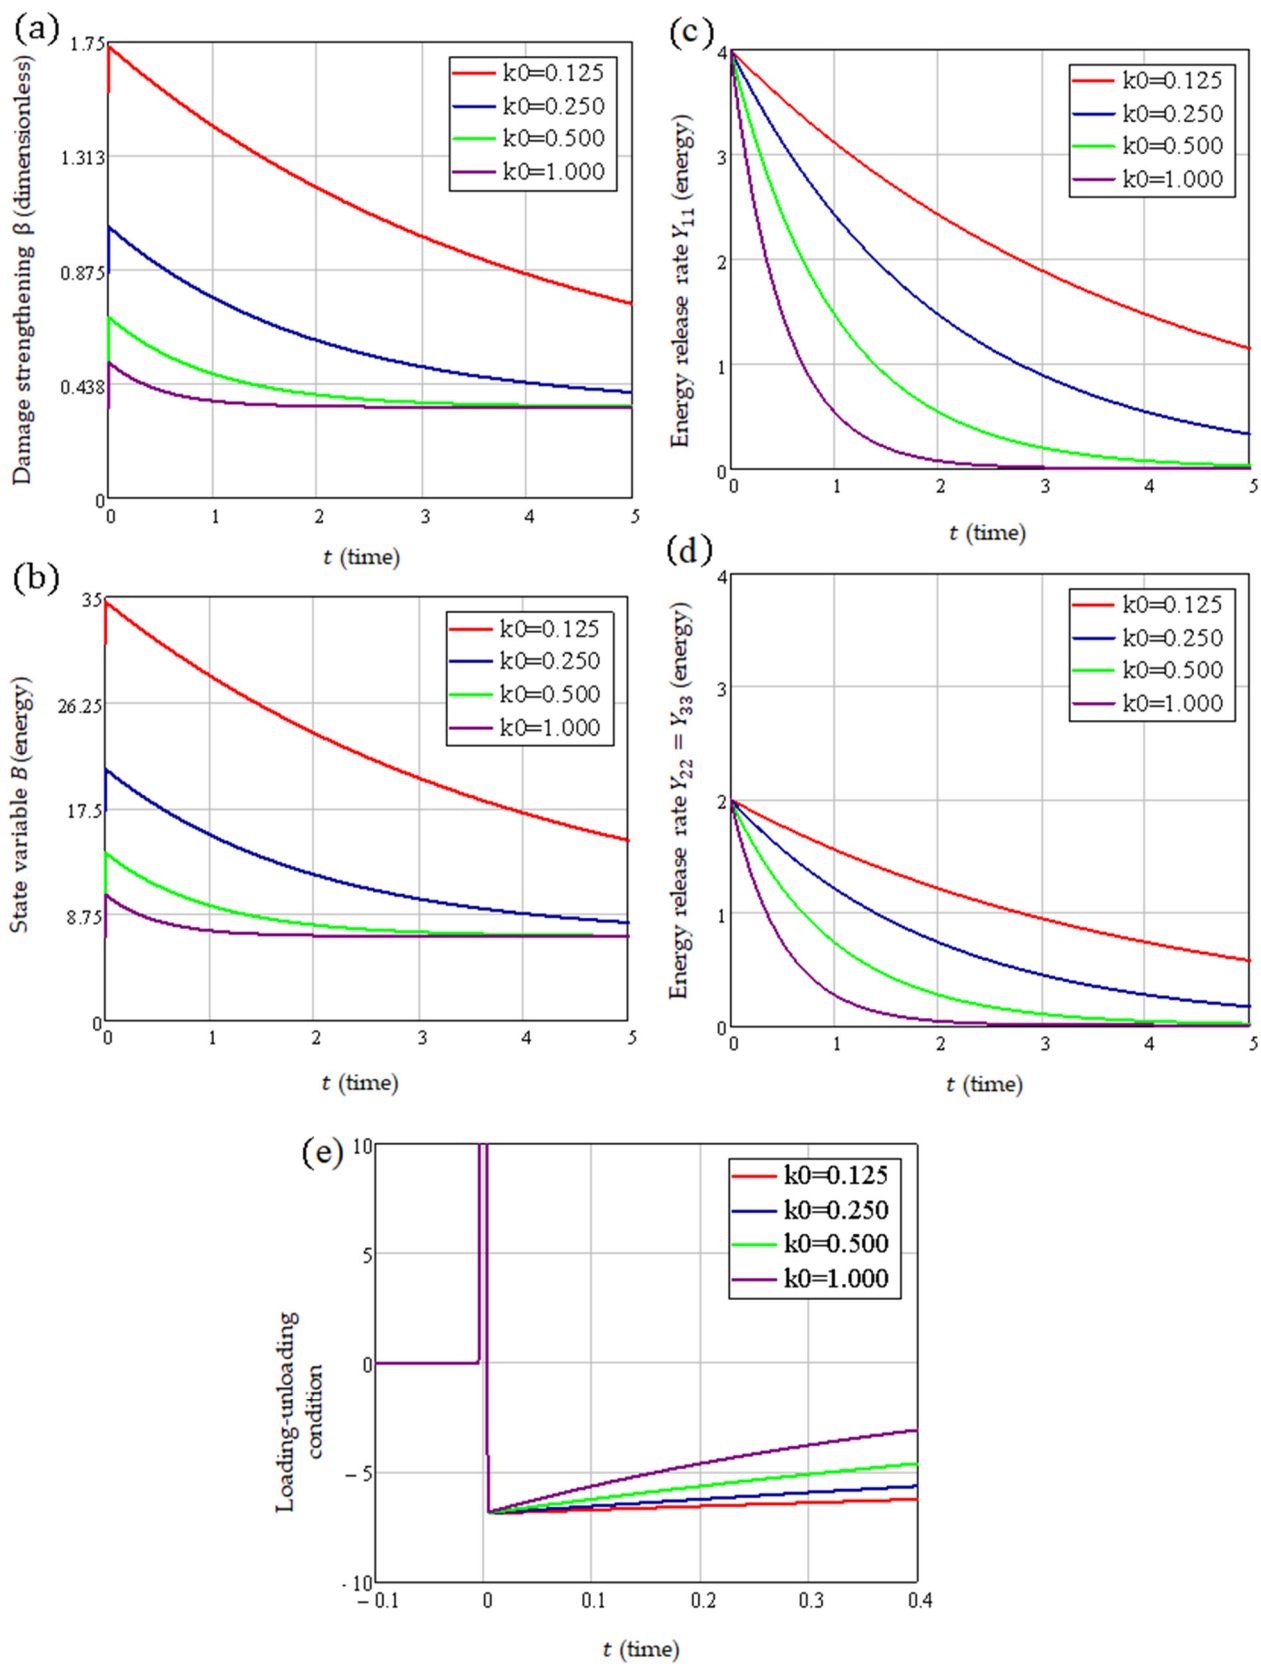 (a)
Damage strengthening β (dimensionless)
1.75
1.313
0.875
0.438
0
k0=0.125
k0=0.250
k0=0.500
k0=1.000
0 1 2 3 4 5
t (time)
(c)
Energy release rate Y11 (energy)
4
3
2
1
0
k0=0.125
k0=0.250
k0=0.500
k0=1.000
0 1 2 3 4 5
t (time)
(b)
State variable B (energy)
35
26.25
17.5
8.75
0
k0=0.125
k0=0.250
k0=0.500
k0=1.000
0 1 2 3 4 5
t (time)
(d)
Energy release rate Y22 = Y33 (energy)
4
3
2
1
0
k0=0.125
k0=0.250
k0=0.500
k0=1.000
0 1 2 3 4 5
t (time)
(e)
Loading-unloading
condition
10
5
0
−5
-10
k0=0.125
k0=0.250
k0=0.500
k0=1.000
−0.1 0 0.1 0.2 0.3 0.4
t (time)